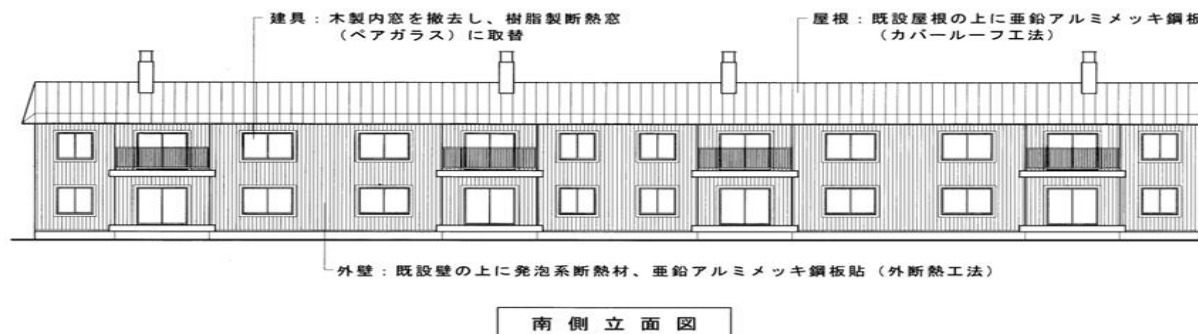 建具：木製内窓を撤去し、樹脂製断熱窓
（ペアガラス）に取替
屋根：既設屋根の上に亜鉛アルミメッキ鋼板
（カバールーフ工法）
外壁：既設壁の上に発泡系断熱材、亜鉛アルミメッキ鋼板貼（外断熱工法）
南側立面図